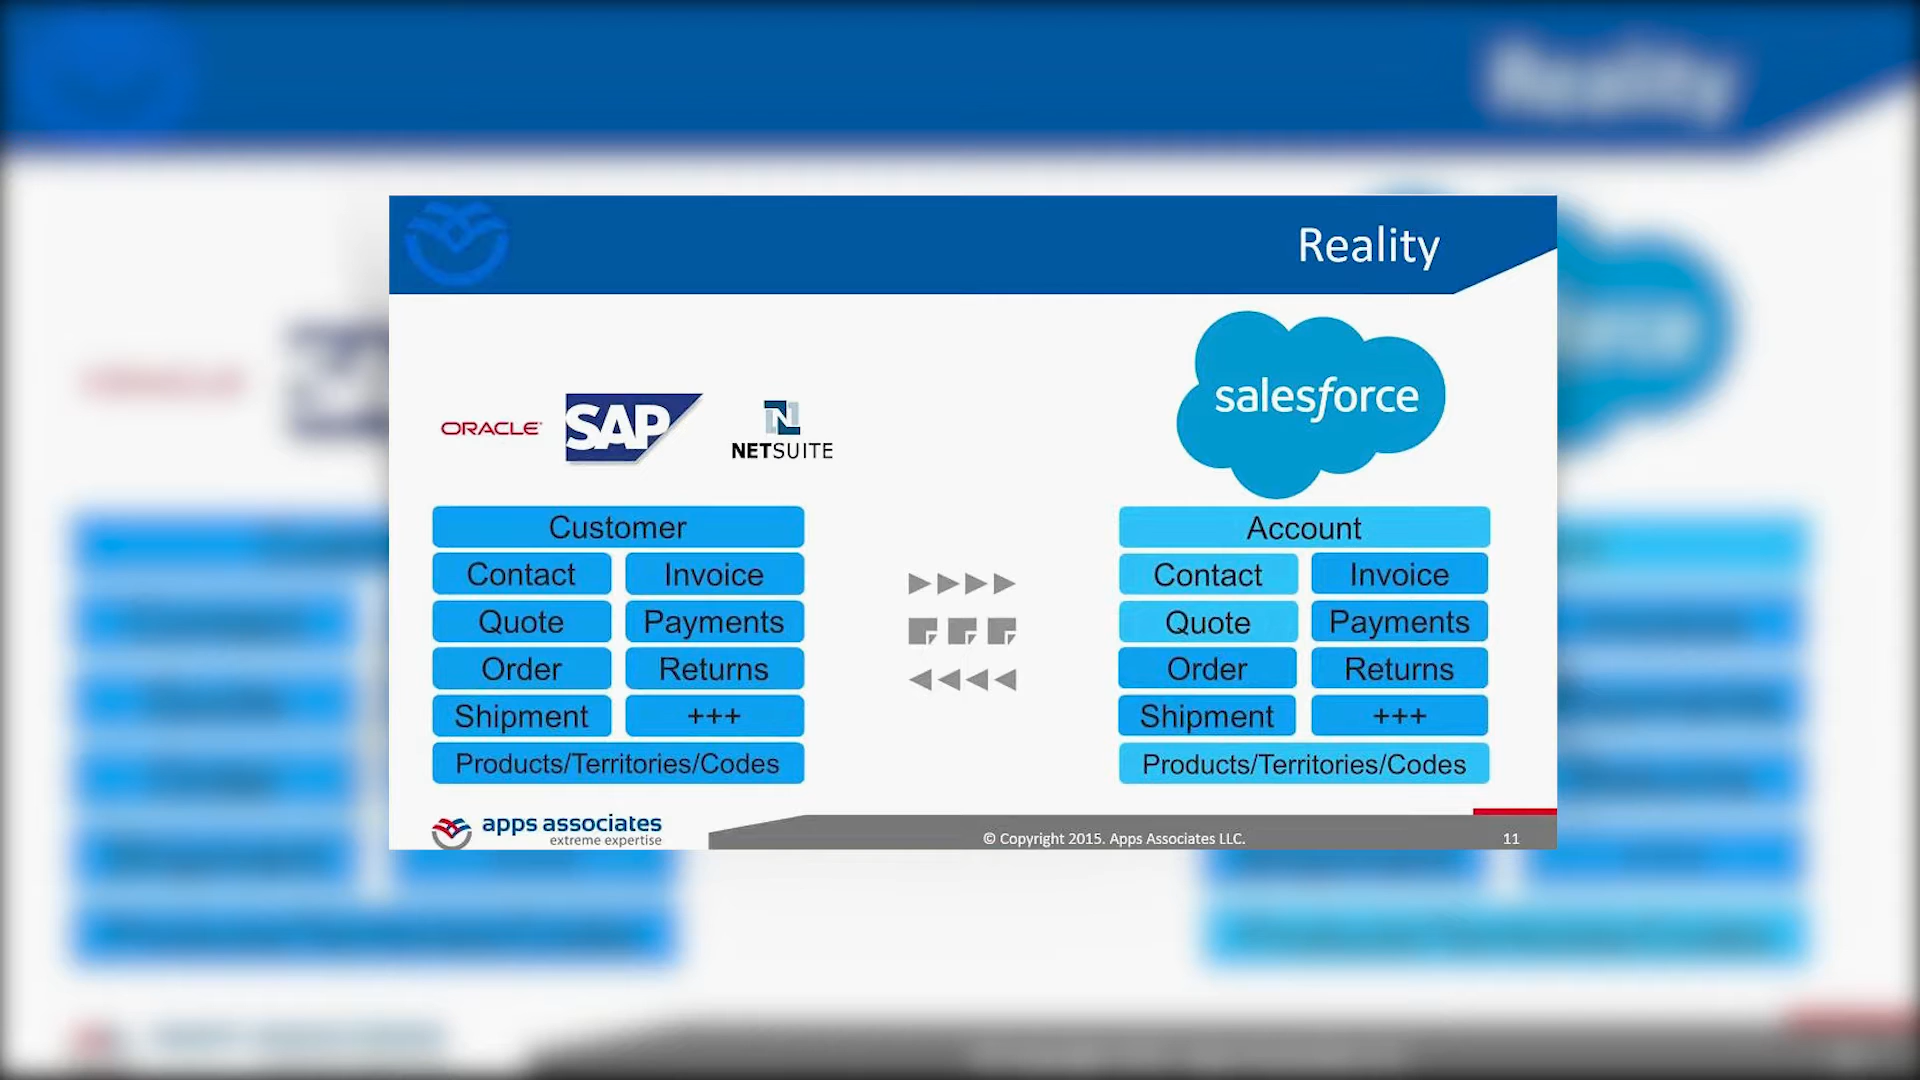 Reality
ORACLE
SAP
NETSUITE
salesforce
Customer
Contact Invoice
Quote Payments
Order Returns
Shipment +++
Products/Territories/Codes
Account
Contact Invoice
Quote Payments
Order Returns
Shipment +++
Products/Territories/Codes
apps associates
extreme expertise
© Copyright 2015. Apps Associates LLC.
11